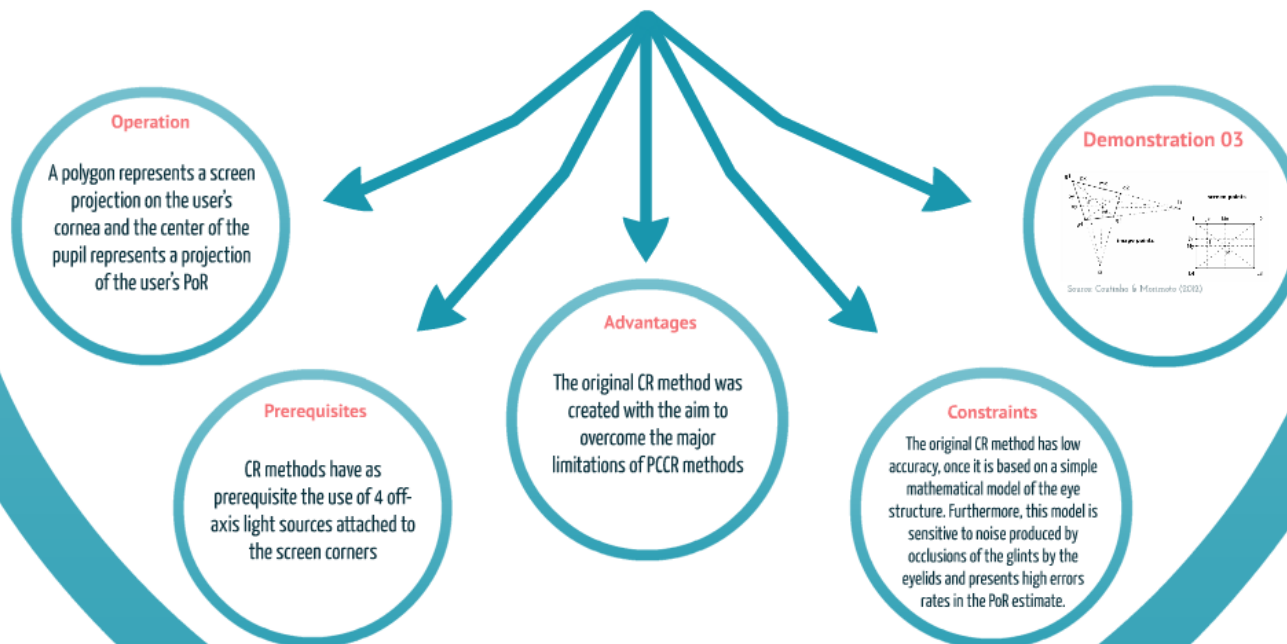 Operation
A polygon represents a screen
projection on the user's
cornea and the center of the
pupil represents a projection
of the user's PoR
Prerequisites
CR methods have as
prerequisite the use of 4 off-
axis light sources attached to
the screen corners
Advantages
The original CR method was
created with the aim to
overcome the major
limitations of PCCR methods
Constraints
The original CR method has low
accuracy, once it is based on a simple
mathematical model of the eye
structure. Furthermore, this model is
sensitive to noise produced by
occlusions of the glints by the
eyelids and presents high errors
rates in the PoR estimate.
Demonstration 03
screen points
image points
Source: Coutinho & Morimoto (2012)